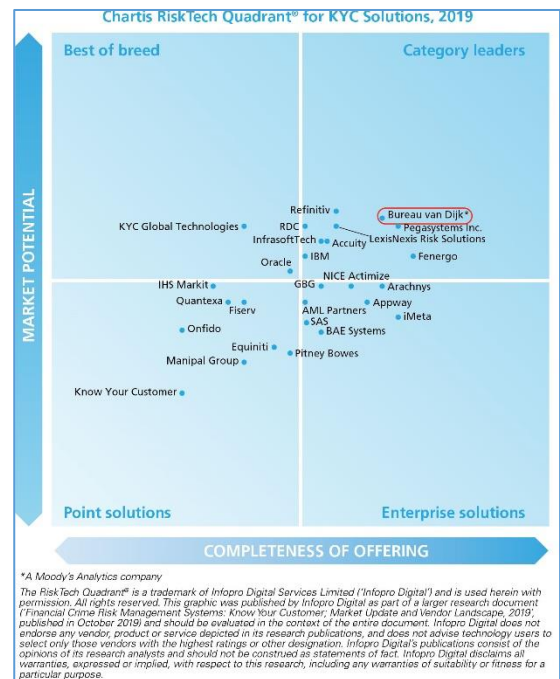 Chartis RiskTech Quadrant® for KYC Solutions, 2019
Best of breed
Category leaders
MARKET POTENTIAL
Refinitiv
Bureau van Dijk*
KYC Global Technologies
RDC
Pegasystems Inc.
LexisNexis Risk Solutions
InfrasoftTech
Accuity
IBM
Fenergo
Oracle
NICE Actimize
IHS Markit
GBG
Arachnys
Quantexa
Fiserv
AML Partners
Appway
iMeta
SAS
Onfido
BAE Systems
Equiniti
Pitney Bowes
Manipal Group
Know Your Customer
Point solutions
Enterprise solutions
COMPLETENESS OF OFFERING
*A Moody's Analytics company
The RiskTech Quadrant® is a trademark of Infopro Digital Services Limited ('Infopro Digital') and is used herein with
permission. All rights reserved. This graphic was published by Infopro Digital as part of a larger research document
('Financial Crime Risk Management Systems: Know Your Customer; Market Update and Vendor Landscape, 2019',
published in October 2019) and should be evaluated in the context of the entire document. Infopro Digital does not
endorse any vendor, product or service depicted in its research publications, and does not advise technology users to
select only those vendors with the highest ratings or other designation. Infopro Digital's publications consist of the
opinions of its research analysts and should not be construed as statements of fact. Infopro Digital disclaims all
warranties, expressed or implied, with respect to this research, including any warranties of suitability or fitness for a
particular purpose.